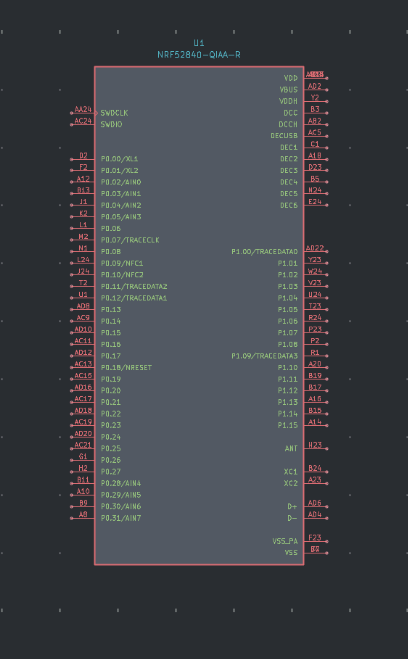 U1
NRF52840-QIAA-R
AA24 SWDCLK
AC24 SWDIO
D2 P0.00/XL1
F2 P0.01/XL2
A12 P0.02/AIN0
B13 P0.03/AIN1
J1 P0.04/AIN2
K2 P0.05/AIN3
L1 P0.06
M2 P0.07/TRACECLK
N1 P0.08
L24 P0.09/NFC1
J24 P0.10/NFC2
T2 P0.11/TRACEDATA2
U1 P0.12/TRACEDATA1
AD8 P0.13
AC9 P0.14
AD10 P0.15
AC11 P0.16
AD12 P0.17
AC13 P0.18/NRESET
AC15 P0.19
AD16 P0.20
AC17 P0.21
AD18 P0.22
AC19 P0.23
AD20 P0.24
AC21 P0.25
G1 P0.26
H2 P0.27
B11 P0.28/AIN4
A10 P0.29/AIN5
B9 P0.30/AIN6
A8 P0.31/AIN7
VDD
VBUS AD2
VDDH Y2
DCC B3
DCCH AB2
DECUSB AC5
DEC1 C1
DEC2 A18
DEC3 D23
DEC4 B5
DEC5 N24
DEC6 E24
P1.00/TRACEDATA0 AD22
P1.01 Y23
P1.02 W24
P1.03 V23
P1.04 U24
P1.05 T23
P1.06 R24
P1.07 P23
P1.08 P2
P1.09/TRACEDATA3 R1
P1.10 A20
P1.11 B19
P1.12 B17
P1.13 A16
P1.14 B15
P1.15 A14
ANT H23
XC1 B24
XC2 A23
D+ AD6
D- AD4
VSS_PA F23
VSS